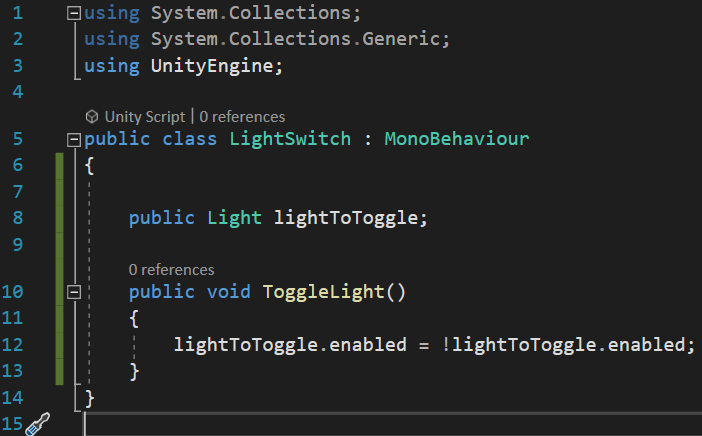 1 using System.Collections;
2 using System.Collections.Generic;
3 using UnityEngine;
4
Unity Script | 0 references
5 public class LightSwitch : MonoBehaviour
6 {
7
8 public Light lightToToggle;
9
0 references
10 public void ToggleLight()
11 {
12 lightToToggle.enabled = !lightToToggle.enabled;
13 }
14 }
15